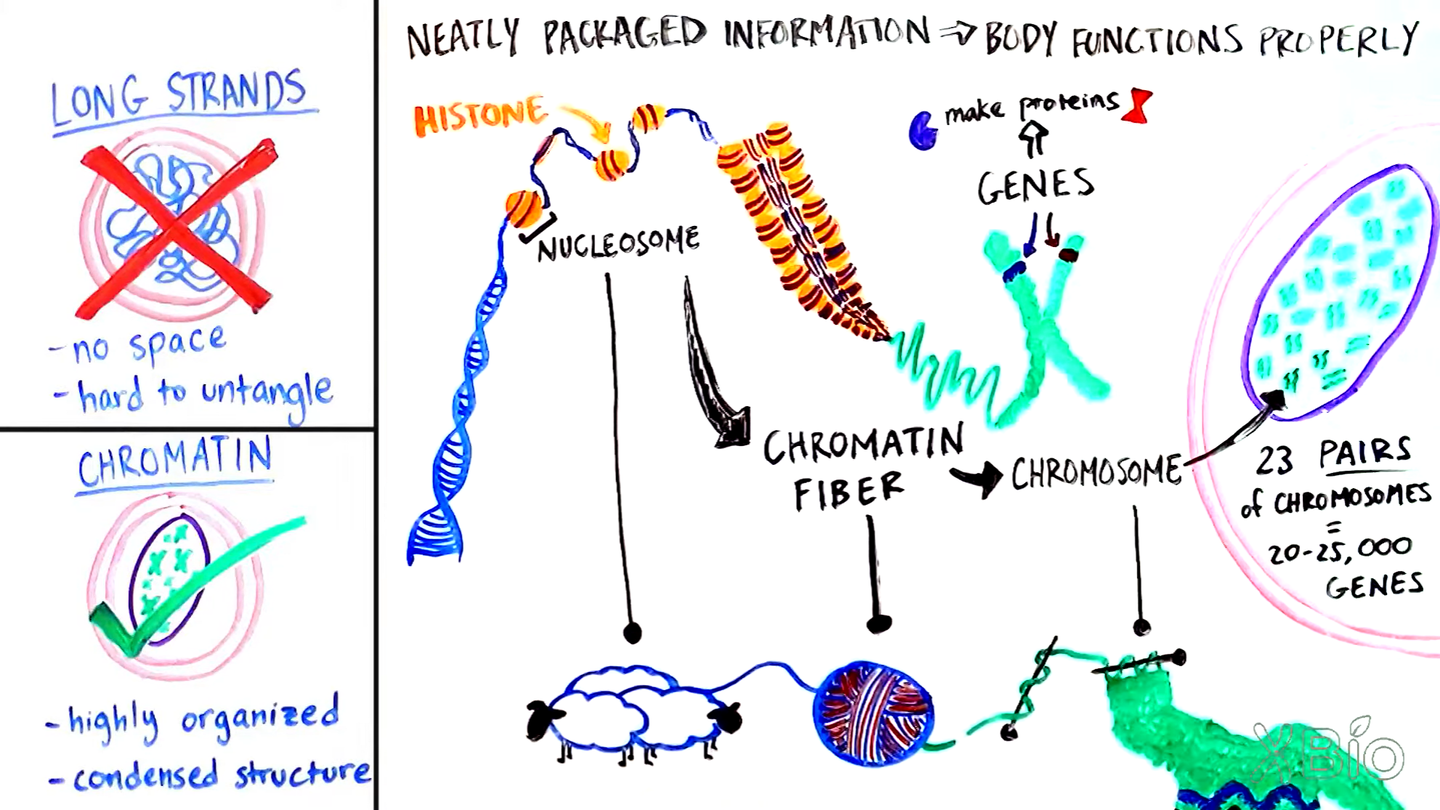 NEATLY PACKAGED INFORMATION ⇒ BODY FUNCTIONS PROPERLY
LONG STRANDS
- no space
- hard to untangle
CHROMATIN
- highly organized
- condensed structure
HISTONE
NUCLEOSOME
make proteins
GENES
CHROMATIN
FIBER
CHROMOSOME
23 PAIRS
of CHROMOSOMES
=
20-25,000
GENES
XBio